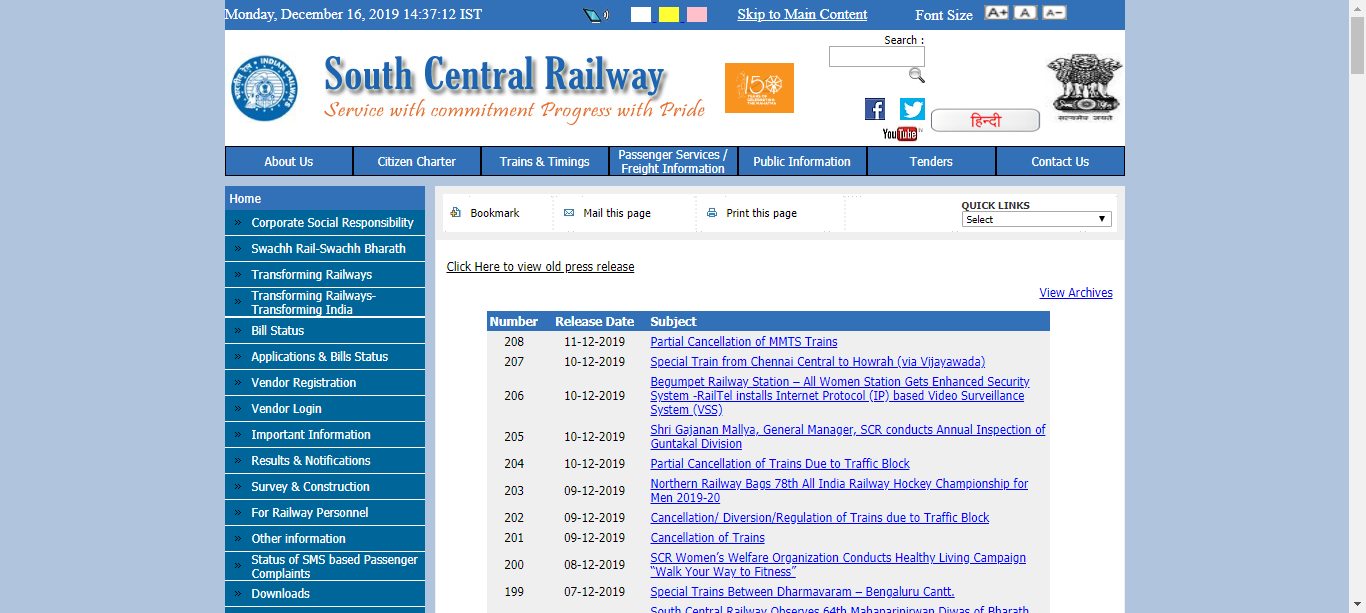 Monday, December 16, 2019 14:37:12 IST
Skip to Main Content
Font Size A+ A A-
Search :
INDIAN RAILWAYS
भारतीय रेल
South Central Railway
Service with commitment Progress with Pride
150
YEARS OF
CELEBRATING
THE MAHATMA
You Tube
हिन्दी
सत्यमेव जयते
About Us
Citizen Charter
Trains & Timings
Passenger Services /
Freight Information
Public Information
Tenders
Contact Us
Home
Corporate Social Responsibility
Swachh Rail-Swachh Bharath
Transforming Railways
Transforming Railways-
Transforming India
Bill Status
Applications & Bills Status
Vendor Registration
Vendor Login
Important Information
Results & Notifications
Survey & Construction
For Railway Personnel
Other information
Status of SMS based Passenger
Complaints
Downloads
Bookmark
Mail this page
Print this page
QUICK LINKS
Select
Click Here to view old press release
View Archives
Number Release Date Subject
208 11-12-2019 Partial Cancellation of MMTS Trains
207 10-12-2019 Special Train from Chennai Central to Howrah (via Vijayawada)
206 10-12-2019 Begumpet Railway Station – All Women Station Gets Enhanced Security
System -RailTel installs Internet Protocol (IP) based Video Surveillance
System (VSS)
205 10-12-2019 Shri Gajanan Mallya, General Manager, SCR conducts Annual Inspection of
Guntakal Division
204 10-12-2019 Partial Cancellation of Trains Due to Traffic Block
203 09-12-2019 Northern Railway Bags 78th All India Railway Hockey Championship for
Men 2019-20
202 09-12-2019 Cancellation/ Diversion/Regulation of Trains due to Traffic Block
201 09-12-2019 Cancellation of Trains
200 08-12-2019 SCR Women’s Welfare Organization Conducts Healthy Living Campaign
“Walk Your Way to Fitness”
199 07-12-2019 Special Trains Between Dharmavaram – Bengaluru Cantt.
South Central Railway Observes 64th Mahaparinirwan Diwas of Bharath